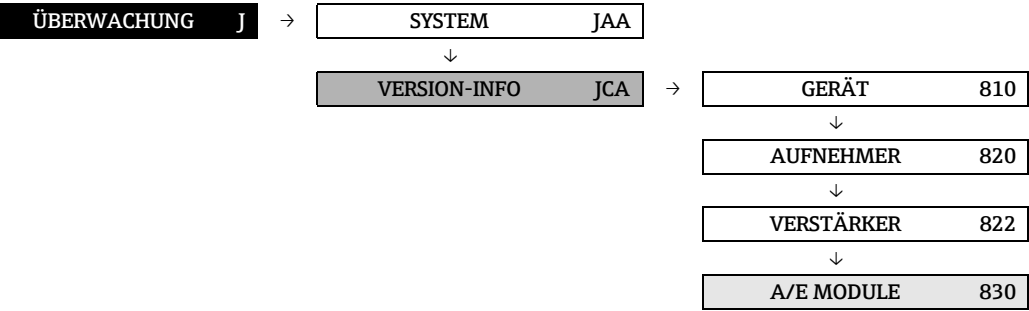 ÜBERWACHUNG J → SYSTEM JAA
↓
VERSION-INFO JCA → GERÄT 810
↓
AUFNEHMER 820
↓
VERSTÄRKER 822
↓
A/E MODULE 830